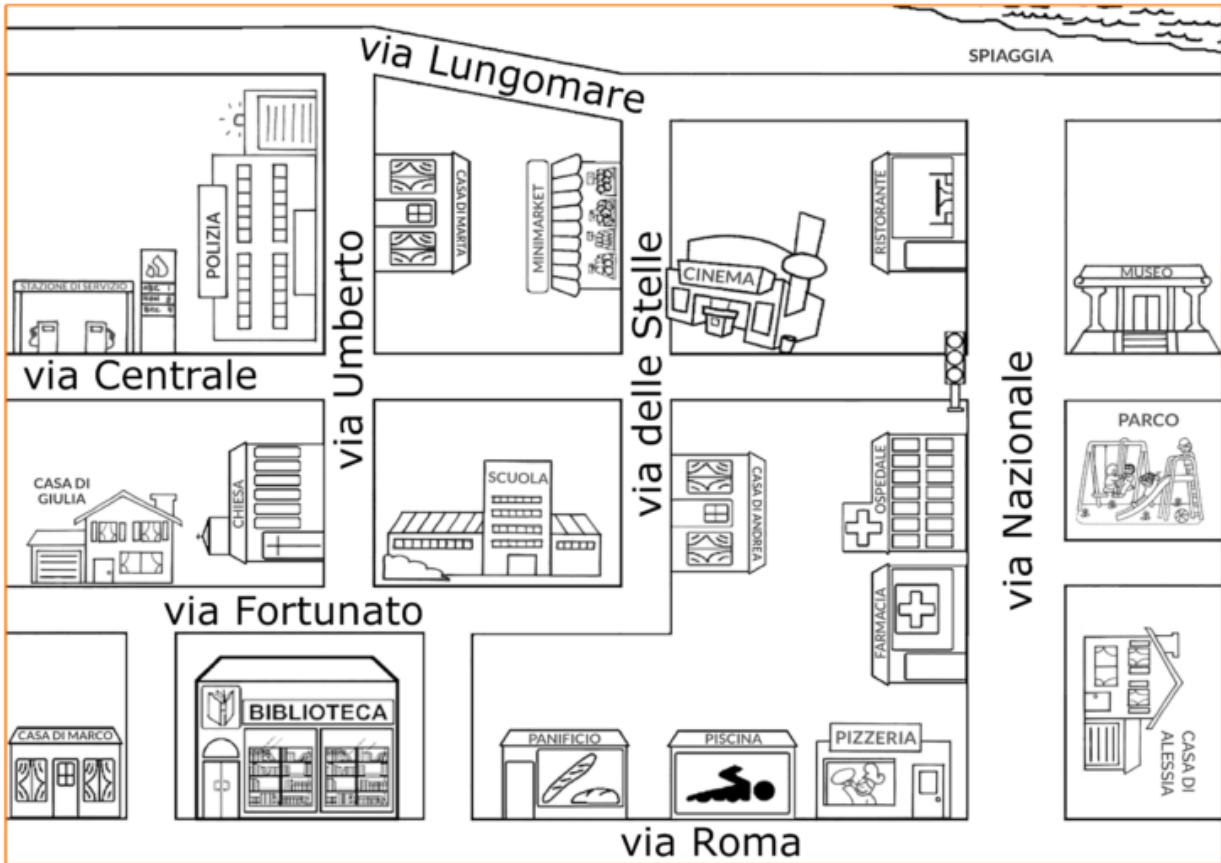 via Lungomare
SPIAGGIA
POLIZIA
CASA DI MARTA
MINIMARKET
RISTORANTE
CINEMA
MUSEO
STAZIONE DI SERVIZIO
via Centrale
via Umberto
via delle Stelle
via Nazionale
PARCO
CASA DI
GIULIA
CHIESA
SCUOLA
CASA DI ANDREA
OSPEDALE
FARMACIA
via Fortunato
CASA DI MARCO
BIBLIOTECA
PANIFICIO
PISCINA
PIZZERIA
CASA DI
ALESSIA
via Roma